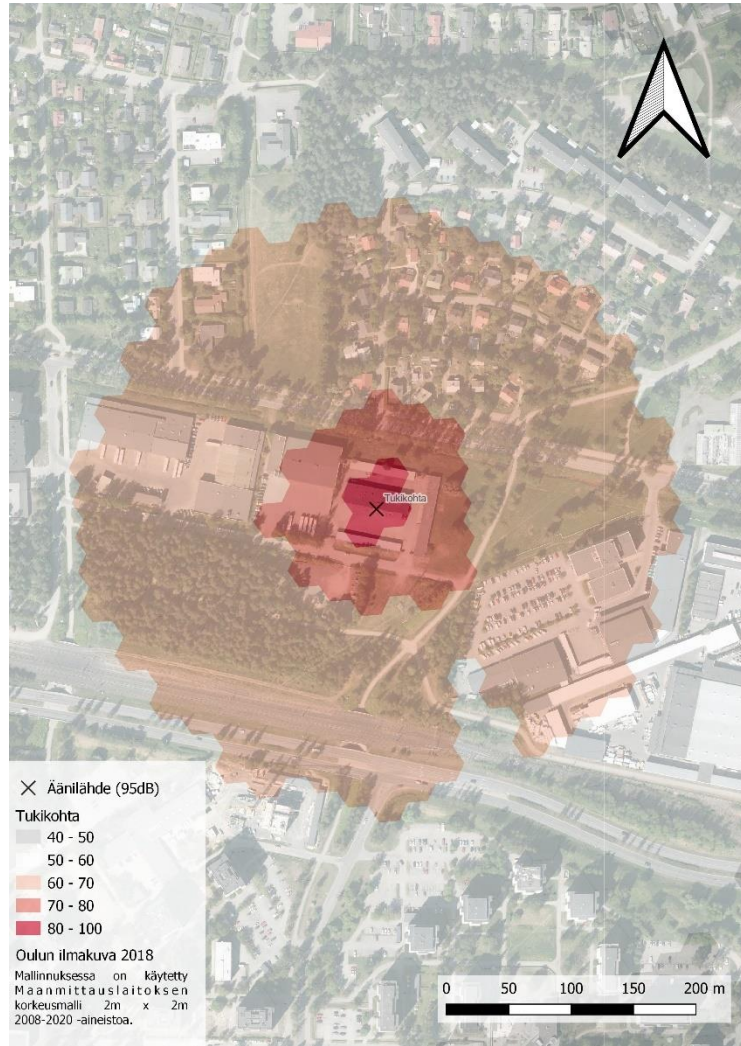 Tukikohta
Äänilähde (95dB)
Tukikohta
40 - 50
50 - 60
60 - 70
70 - 80
80 - 100
Oulun ilmakuva 2018
Mallinnuksessa on käytetty
Maanmittauslaitoksen
korkeusmalli 2m x 2m
2008-2020 -aineistoa.
0 50 100 150 200 m